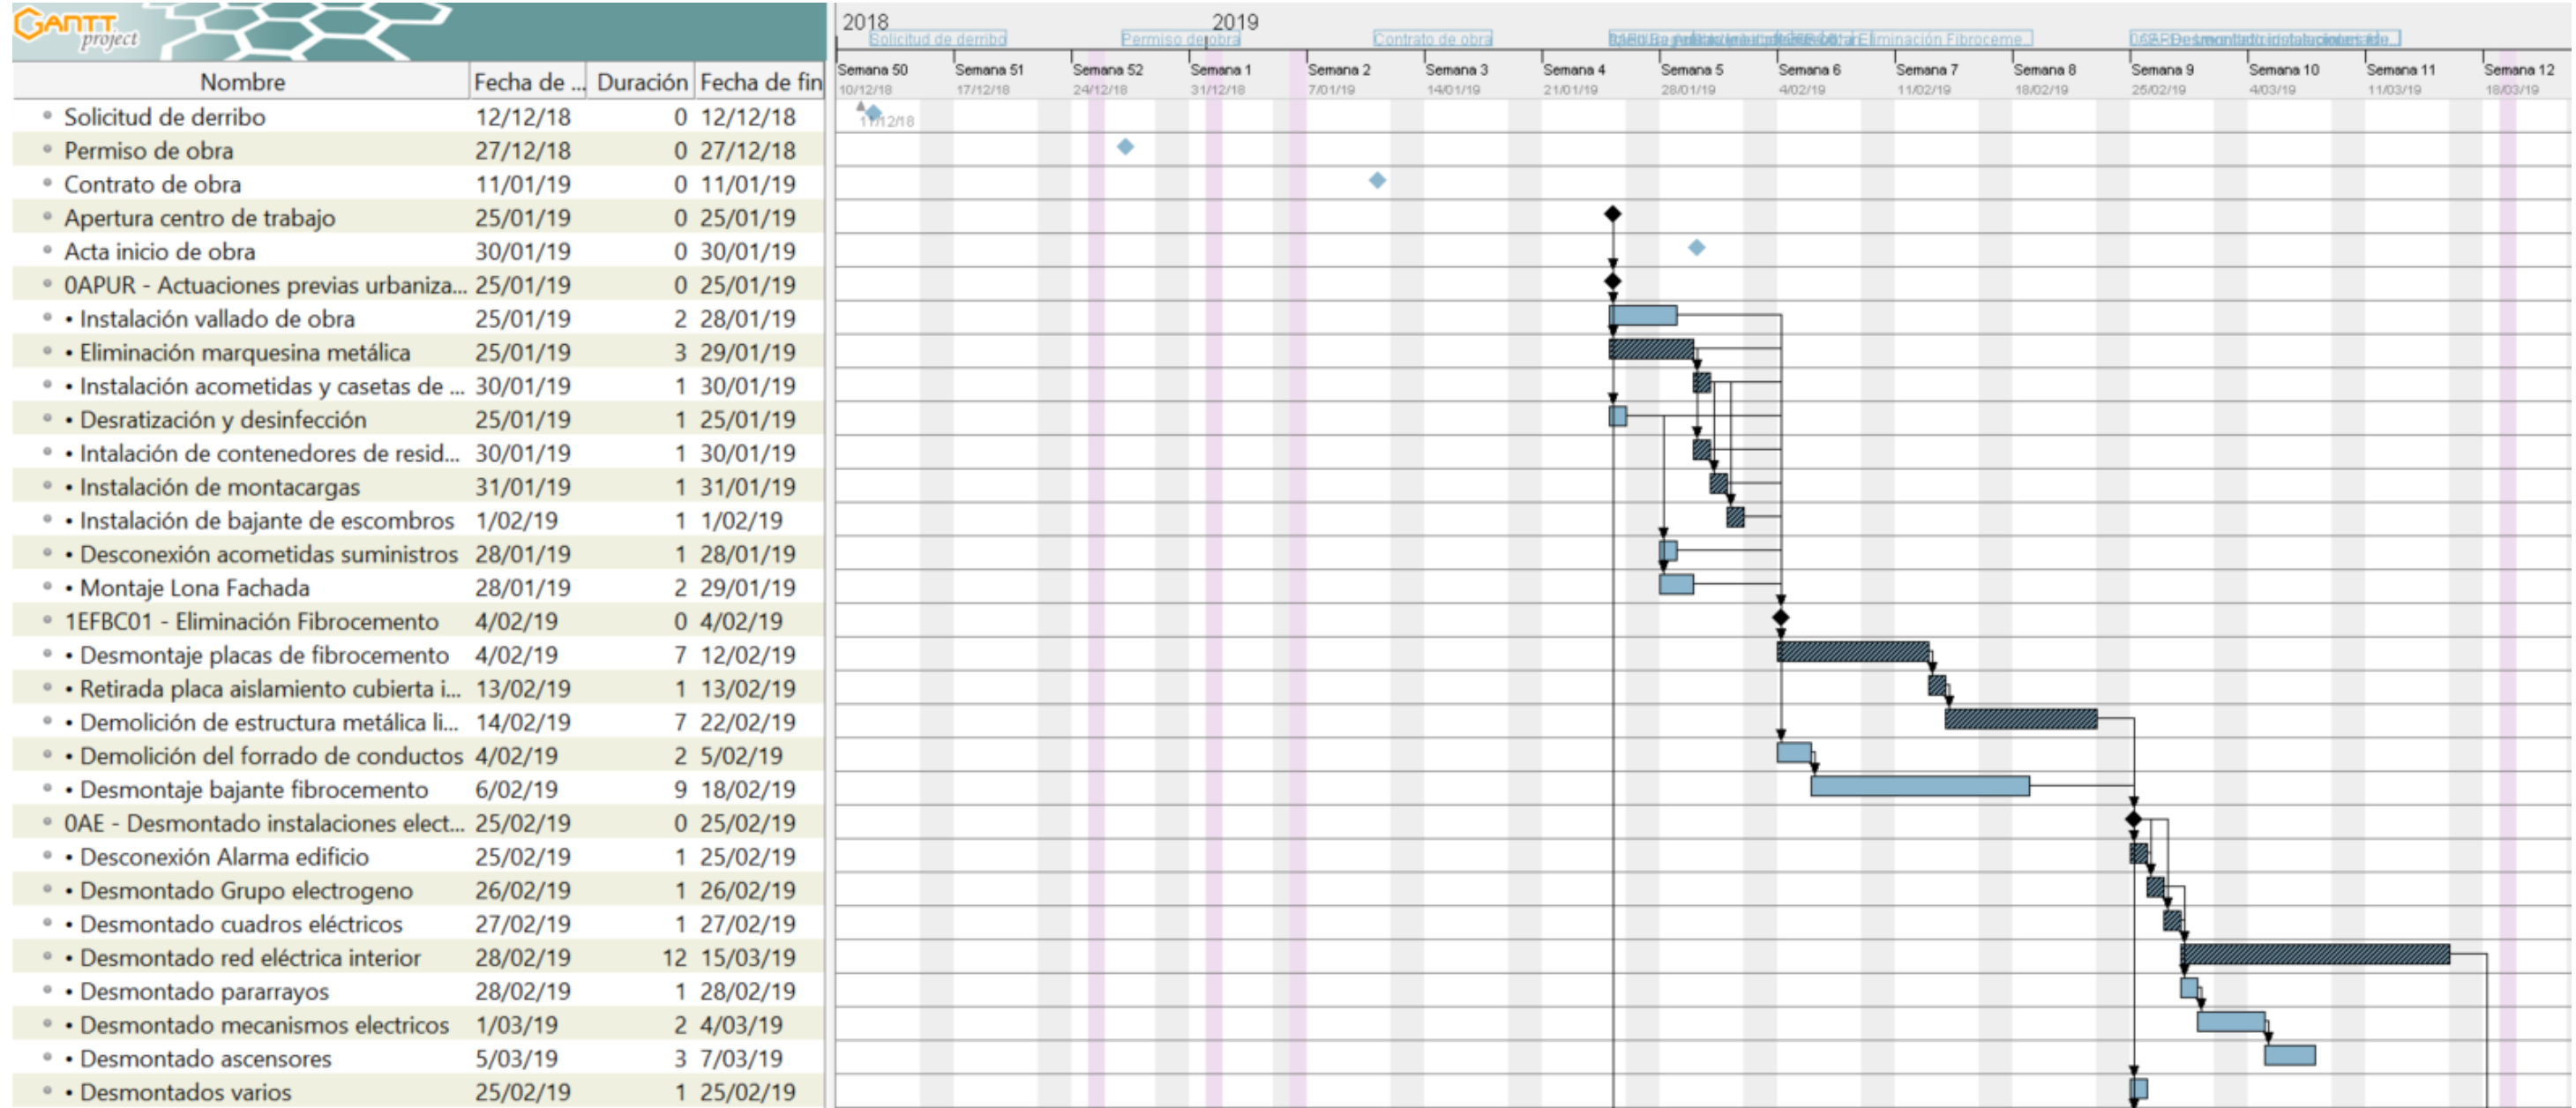 GANTT
project
2018 2019
Solicitud de derribo Permiso de obra Contrato de obra Eliminación Fibroceme...
Nombre Fecha de ... Duración Fecha de fin
Semana 50 Semana 51 Semana 52 Semana 1 Semana 2 Semana 3 Semana 4 Semana 5 Semana 6 Semana 7 Semana 8 Semana 9 Semana 10 Semana 11 Semana 12
10/12/18 17/12/18 24/12/18 31/12/18 7/01/19 14/01/19 21/01/19 28/01/19 4/02/19 11/02/19 18/02/19 25/02/19 4/03/19 11/03/19 18/03/19
Solicitud de derribo 12/12/18 0 12/12/18
11/12/18
Permiso de obra 27/12/18 0 27/12/18
Contrato de obra 11/01/19 0 11/01/19
Apertura centro de trabajo 25/01/19 0 25/01/19
Acta inicio de obra 30/01/19 0 30/01/19
0APUR - Actuaciones previas urbaniza... 25/01/19 0 25/01/19
• Instalación vallado de obra 25/01/19 2 28/01/19
• Eliminación marquesina metálica 25/01/19 3 29/01/19
• Instalación acometidas y casetas de ... 30/01/19 1 30/01/19
• Desratización y desinfección 25/01/19 1 25/01/19
• Intalación de contenedores de resid... 30/01/19 1 30/01/19
• Instalación de montacargas 31/01/19 1 31/01/19
• Instalación de bajante de escombros 1/02/19 1 1/02/19
• Desconexión acometidas suministros 28/01/19 1 28/01/19
• Montaje Lona Fachada 28/01/19 2 29/01/19
1EFBC01 - Eliminación Fibrocemento 4/02/19 0 4/02/19
• Desmontaje placas de fibrocemento 4/02/19 7 12/02/19
• Retirada placa aislamiento cubierta i... 13/02/19 1 13/02/19
• Demolición de estructura metálica li... 14/02/19 7 22/02/19
• Demolición del forrado de conductos 4/02/19 2 5/02/19
• Desmontaje bajante fibrocemento 6/02/19 9 18/02/19
0AE - Desmontado instalaciones elect... 25/02/19 0 25/02/19
• Desconexión Alarma edificio 25/02/19 1 25/02/19
• Desmontado Grupo electrogeno 26/02/19 1 26/02/19
• Desmontado cuadros eléctricos 27/02/19 1 27/02/19
• Desmontado red eléctrica interior 28/02/19 12 15/03/19
• Desmontado pararrayos 28/02/19 1 28/02/19
• Desmontado mecanismos electricos 1/03/19 2 4/03/19
• Desmontado ascensores 5/03/19 3 7/03/19
• Desmontados varios 25/02/19 1 25/02/19